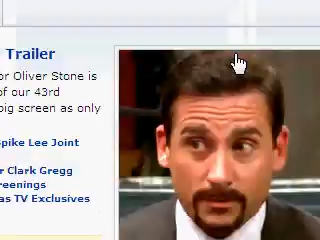 Trailer
or Oliver Stone is
of our 43rd
big screen as only
Spike Lee Joint
r Clark Gregg
reenings
as TV Exclusives